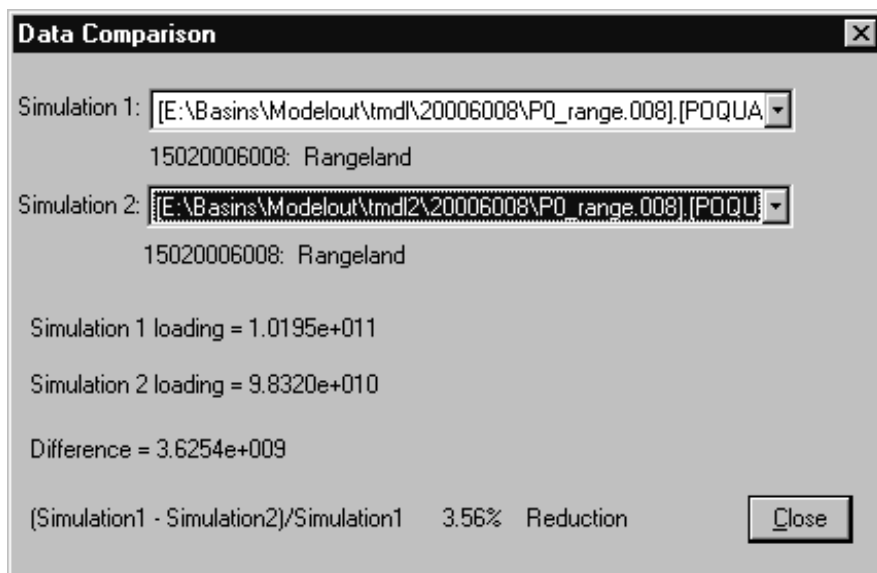 Data Comparison
Simulation 1: [E:\Basins\Modelout\tmdl\20006008\P0_range.008].[POQUA
15020006008: Rangeland
Simulation 2: [E:\Basins\Modelout\tmdl2\20006008\P0_range.008].[POQU
15020006008: Rangeland
Simulation 1 loading = 1.0195e+011
Simulation 2 loading = 9.8320e+010
Difference = 3.6254e+009
(Simulation1 - Simulation2)/Simulation1 3.56% Reduction Close